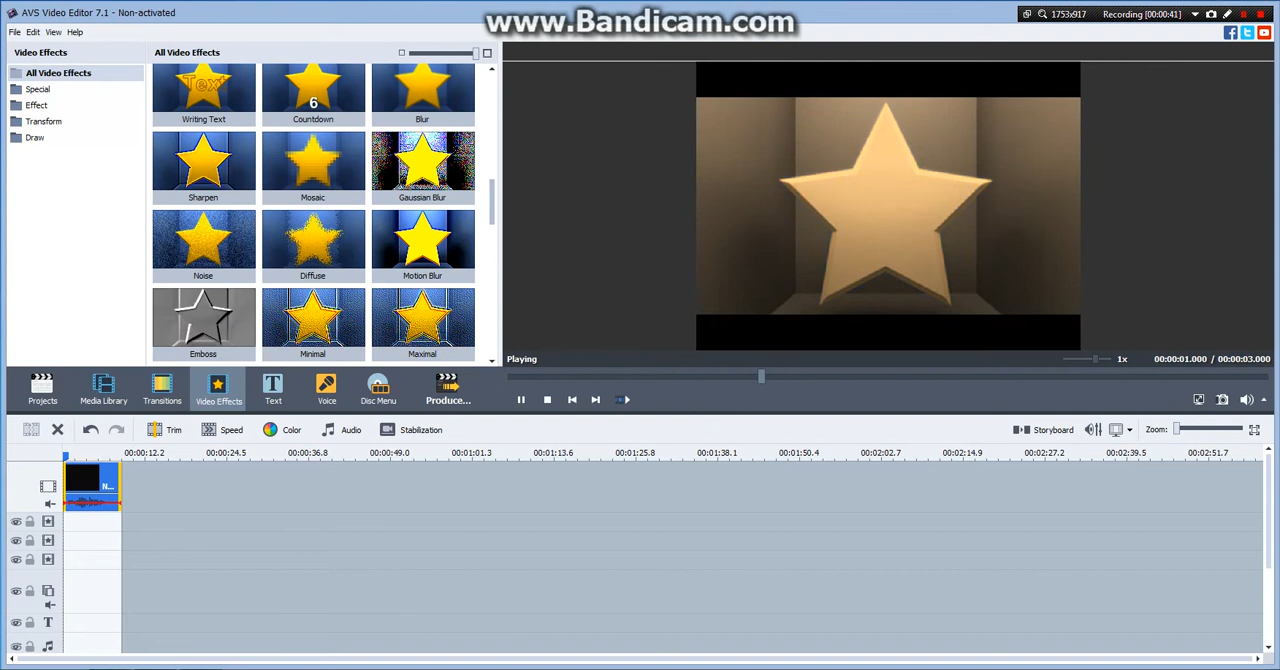 AVS Video Editor 7.1 - Non-activated
www.Bandicam.com
1753x917
Recording [00:00:41]
File Edit View Help
Video Effects
All Video Effects
All Video Effects
Special
Effect
Transform
Draw
Text
6
Writing Text
Countdown
Blur
Sharpen
Mosaic
Gaussian Blur
Noise
Diffuse
Motion Blur
Emboss
Minimal
Maximal
Playing
1x
00:00:01.000 / 00:00:03.000
Projects
Media Library
Transitions
Video Effects
Text
Voice
Disc Menu
Produce...
Trim
Speed
Color
Audio
Stabilization
Storyboard
Zoom:
00:00:12.2 00:00:24.5 00:00:36.8 00:00:49.0 00:01:01.3 00:01:13.6 00:01:25.8 00:01:38.1 00:01:50.4 00:02:02.7 00:02:14.9 00:02:27.2 00:02:39.5 00:02:51.7
N...
T